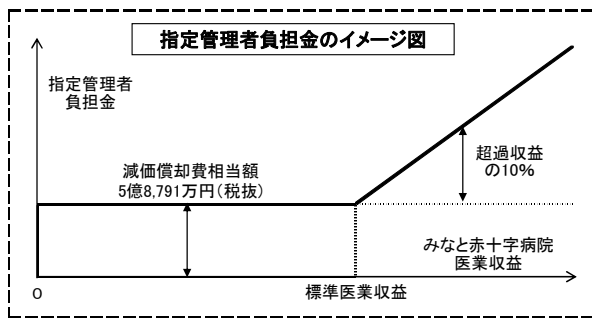 指定管理者負担金のイメージ図
指定管理者
負担金
減価償却費相当額
5億8,791万円(税抜)
超過収益
の10%
みなと赤十字病院
医業収益
0
標準医業収益